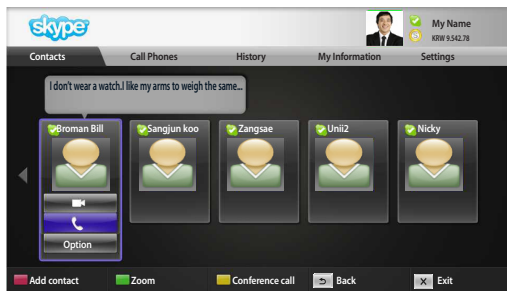 skype
My Name
KRW 9.542.78
Contacts Call Phones History My Information Settings
I don't wear a watch.I like my arms to weigh the same...
Broman Bill Sangjun koo Zangsae Unii2 Nicky
Option
Add contact Zoom Conference call Back X Exit